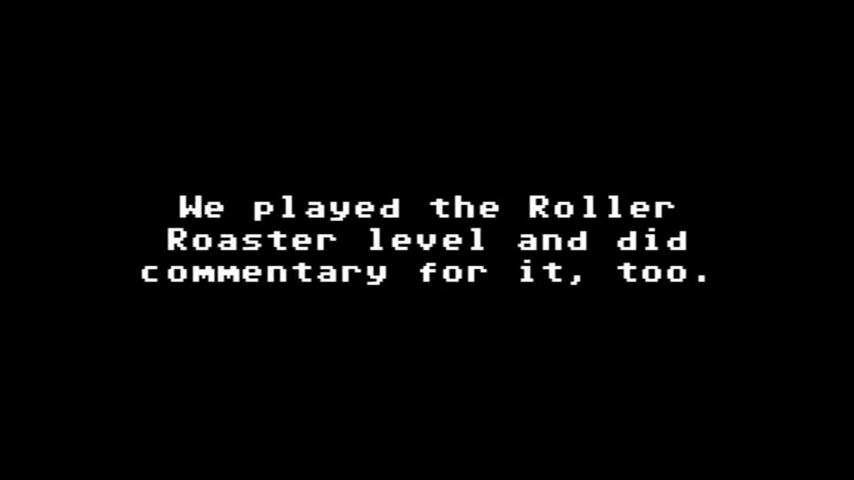 We played the Roller
Roaster level and did
commentary for it, too.